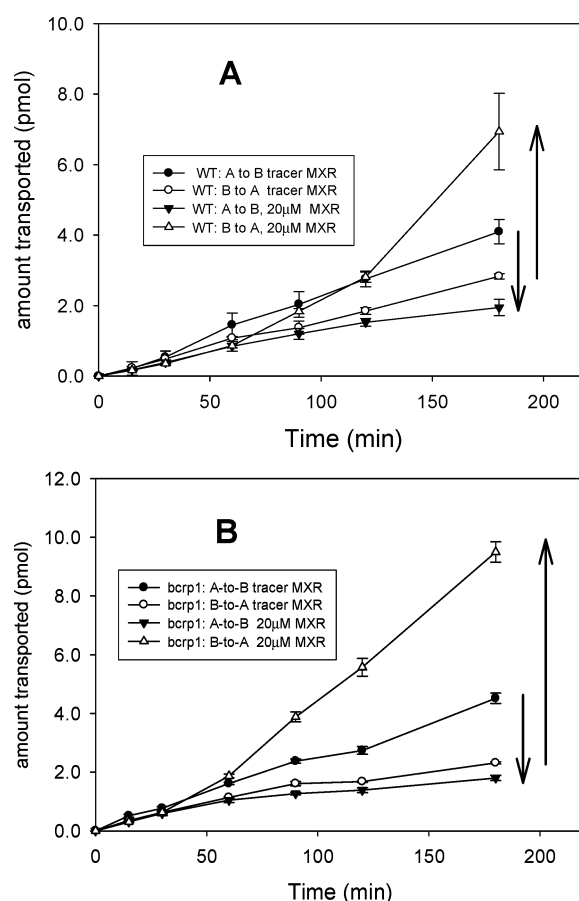 10.0
A
8.0
6.0
4.0
2.0
0.0
amount transported (pmol)
WT: A to B tracer MXR
WT: B to A tracer MXR
WT: A to B, 20μM MXR
WT: B to A, 20μM MXR
0 50 100 150 200
Time (min)
12.0
B
10.0
8.0
6.0
4.0
2.0
0.0
amount transported (pmol)
bcrp1: A-to-B tracer MXR
bcrp1: B-to-A tracer MXR
bcrp1: A-to-B 20μM MXR
bcrp1: B-to-A 20μM MXR
0 50 100 150 200
Time (min)